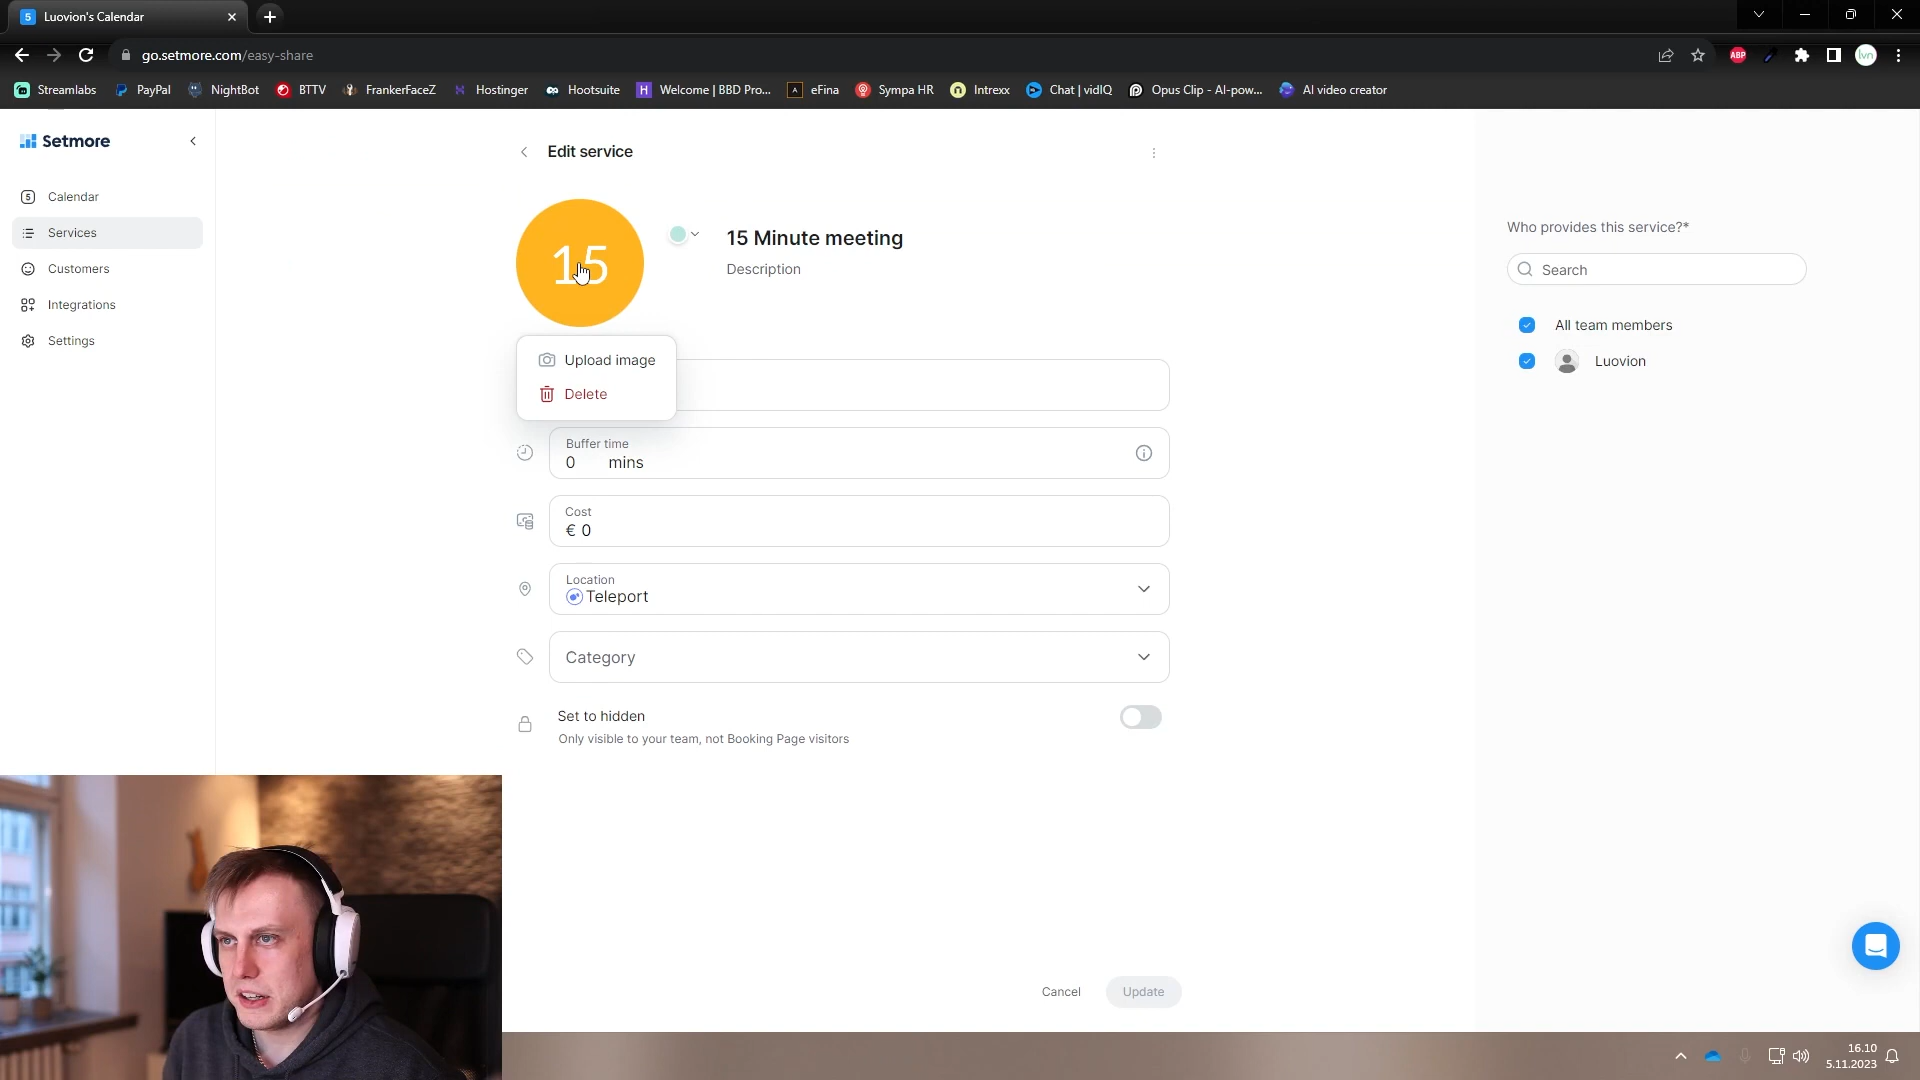 Luovion's Calendar
go.setmore.com/easy-share
Streamlabs PayPal NightBot BTTV FrankerFaceZ Hostinger Hootsuite Welcome | BBD Pro... eFina Sympa HR Intrexx Chat | vidIQ Opus Clip - AI-pow... AI video creator
ABP
lvn
Setmore
Calendar
Services
Customers
Integrations
Settings
Edit service
15
15 Minute meeting
Description
Upload image
Delete
Buffer time
0 mins
Cost
€ 0
Location
Teleport
Category
Set to hidden
Only visible to your team, not Booking Page visitors
Cancel
Update
Who provides this service?*
Search
All team members
Luovion
16.10
5.11.2023